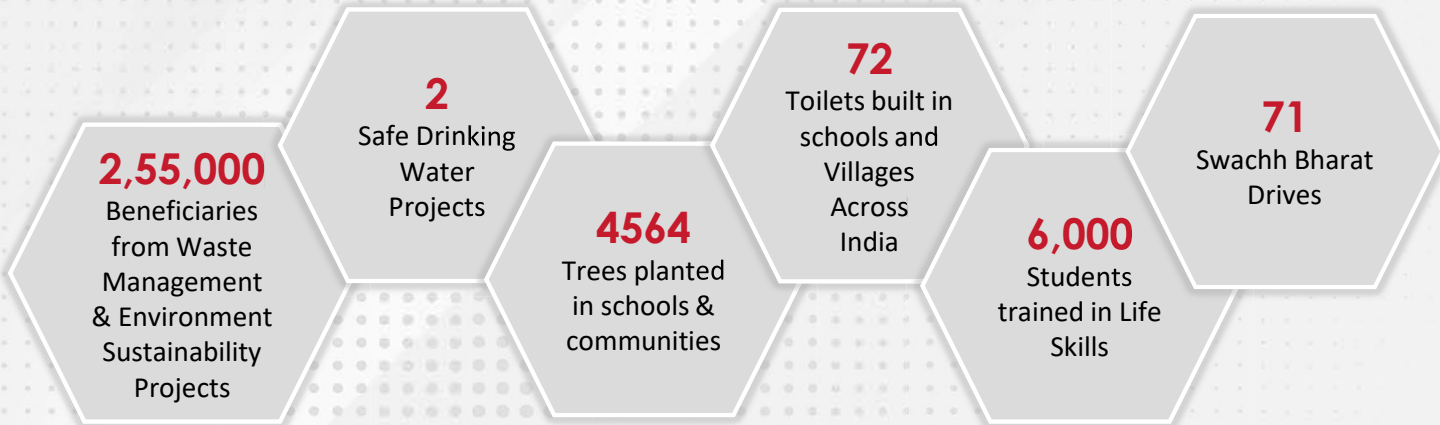 2,55,000
Beneficiaries
from Waste
Management
& Environment
Sustainability
Projects
2
Safe Drinking
Water
Projects
4564
Trees planted
in schools &
communities
72
Toilets built in
schools and
Villages
Across
India
6,000
Students
trained in Life
Skills
71
Swachh Bharat
Drives